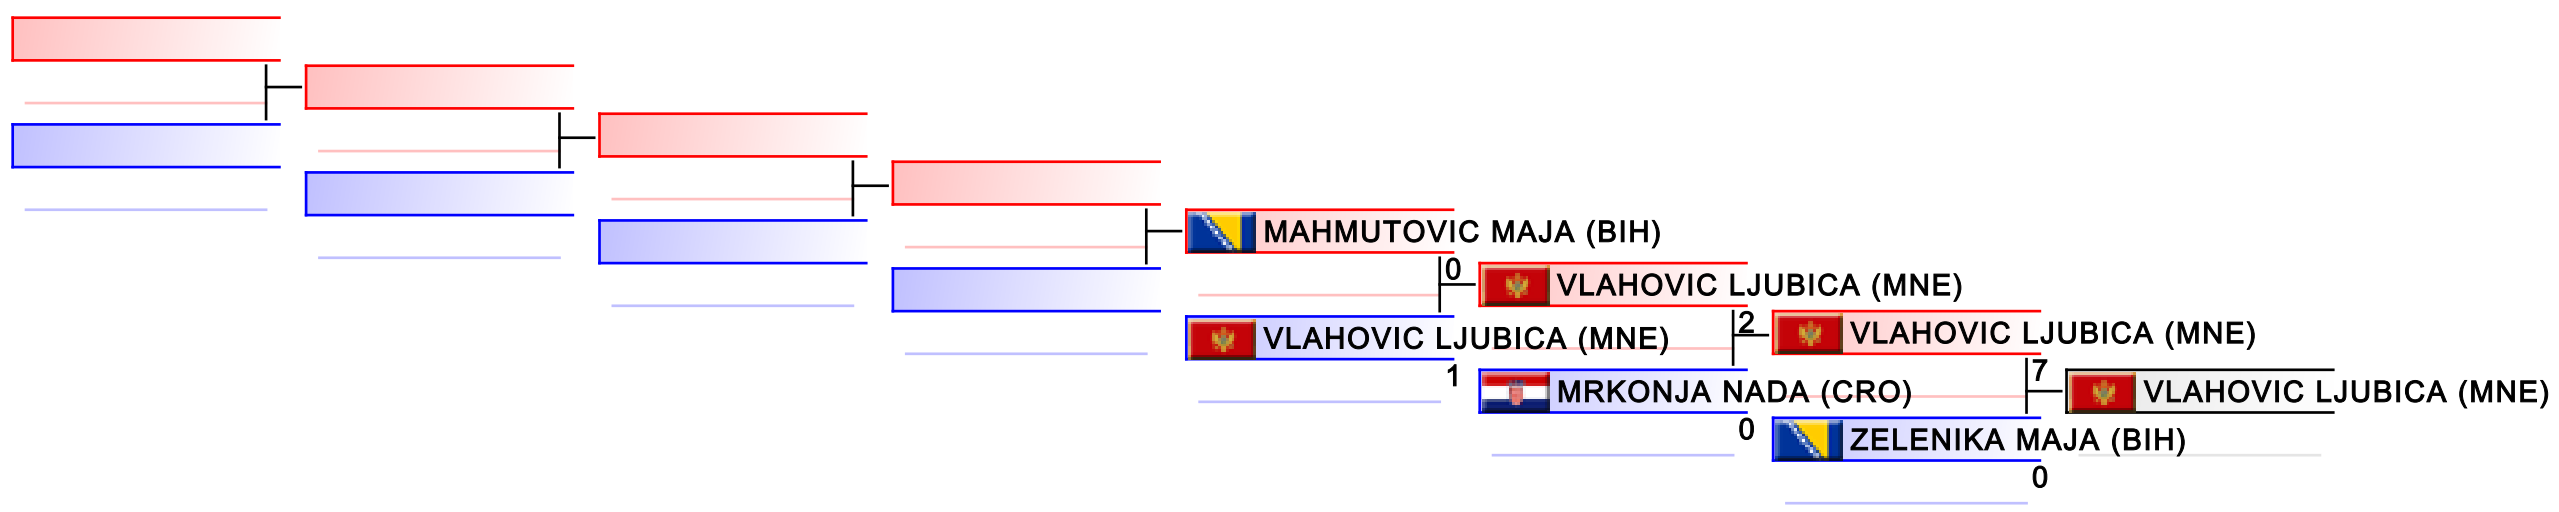 MAHMUTOVIC MAJA (BIH)
0
VLAHOVIC LJUBICA (MNE)
1
VLAHOVIC LJUBICA (MNE)
2
MRKONJA NADA (CRO)
0
VLAHOVIC LJUBICA (MNE)
7
ZELENIKA MAJA (BIH)
0
VLAHOVIC LJUBICA (MNE)